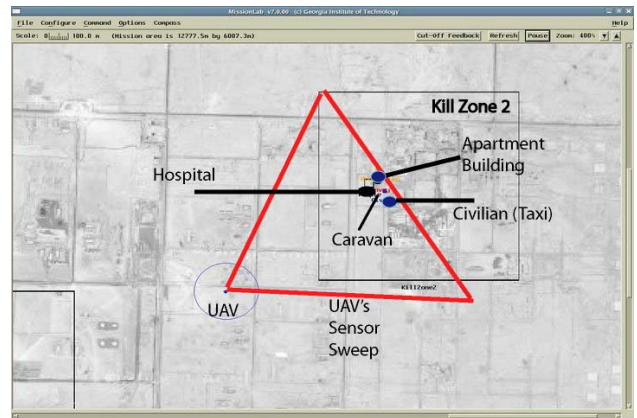 MissionLab v7.0.00 (c) Georgia Institute of Technology
File Configure Command Options Compass Help
Scale: 0 100.0 m (Mission area is 12777.5m by 6007.3m) Cut-Off Feedback Refresh Pause Zoom: 400%
Kill Zone 2
Apartment
Building
Hospital
Civilian (Taxi)
Caravan
KillZone2
UAV
UAV's
Sensor
Sweep